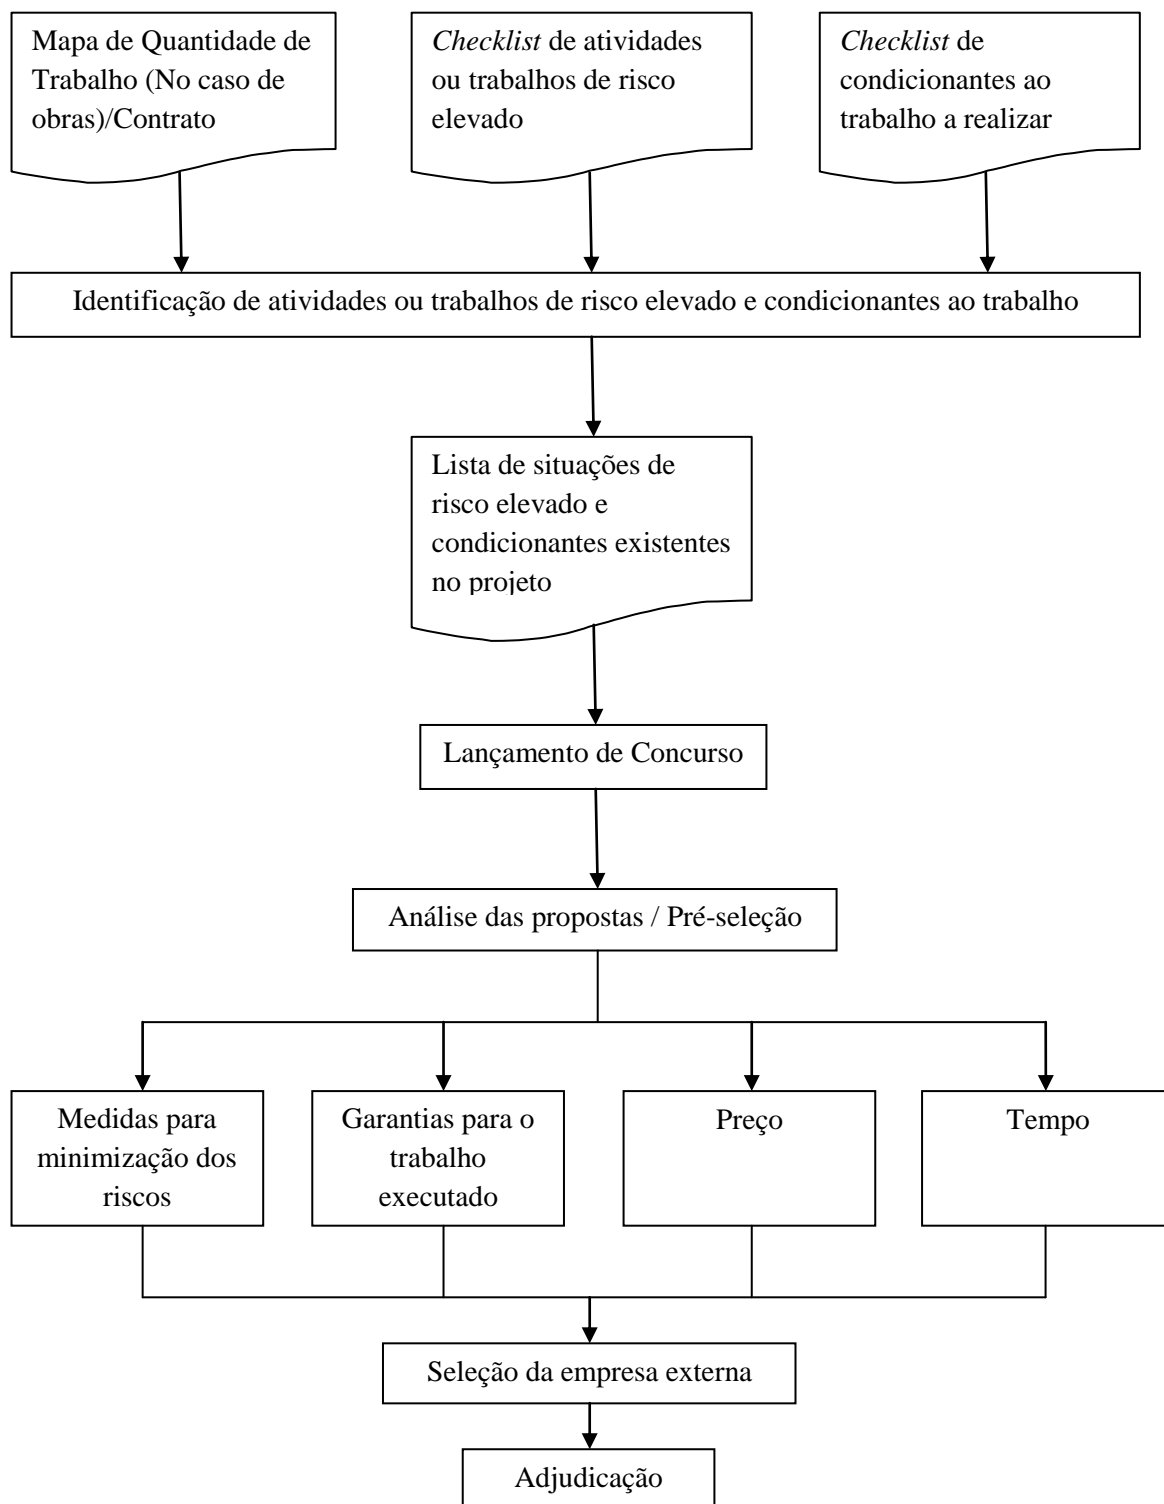 Mapa de Quantidade de
Trabalho (No caso de
obras)/Contrato
Checklist de atividades
ou trabalhos de risco
elevado
Checklist de
condicionantes ao
trabalho a realizar
Identificação de atividades ou trabalhos de risco elevado e condicionantes ao trabalho
Lista de situações de
risco elevado e
condicionantes existentes
no projeto
Lançamento de Concurso
Análise das propostas / Pré-seleção
Medidas para
minimização dos
riscos
Garantias para o
trabalho
executado
Preço
Tempo
Seleção da empresa externa
Adjudicação